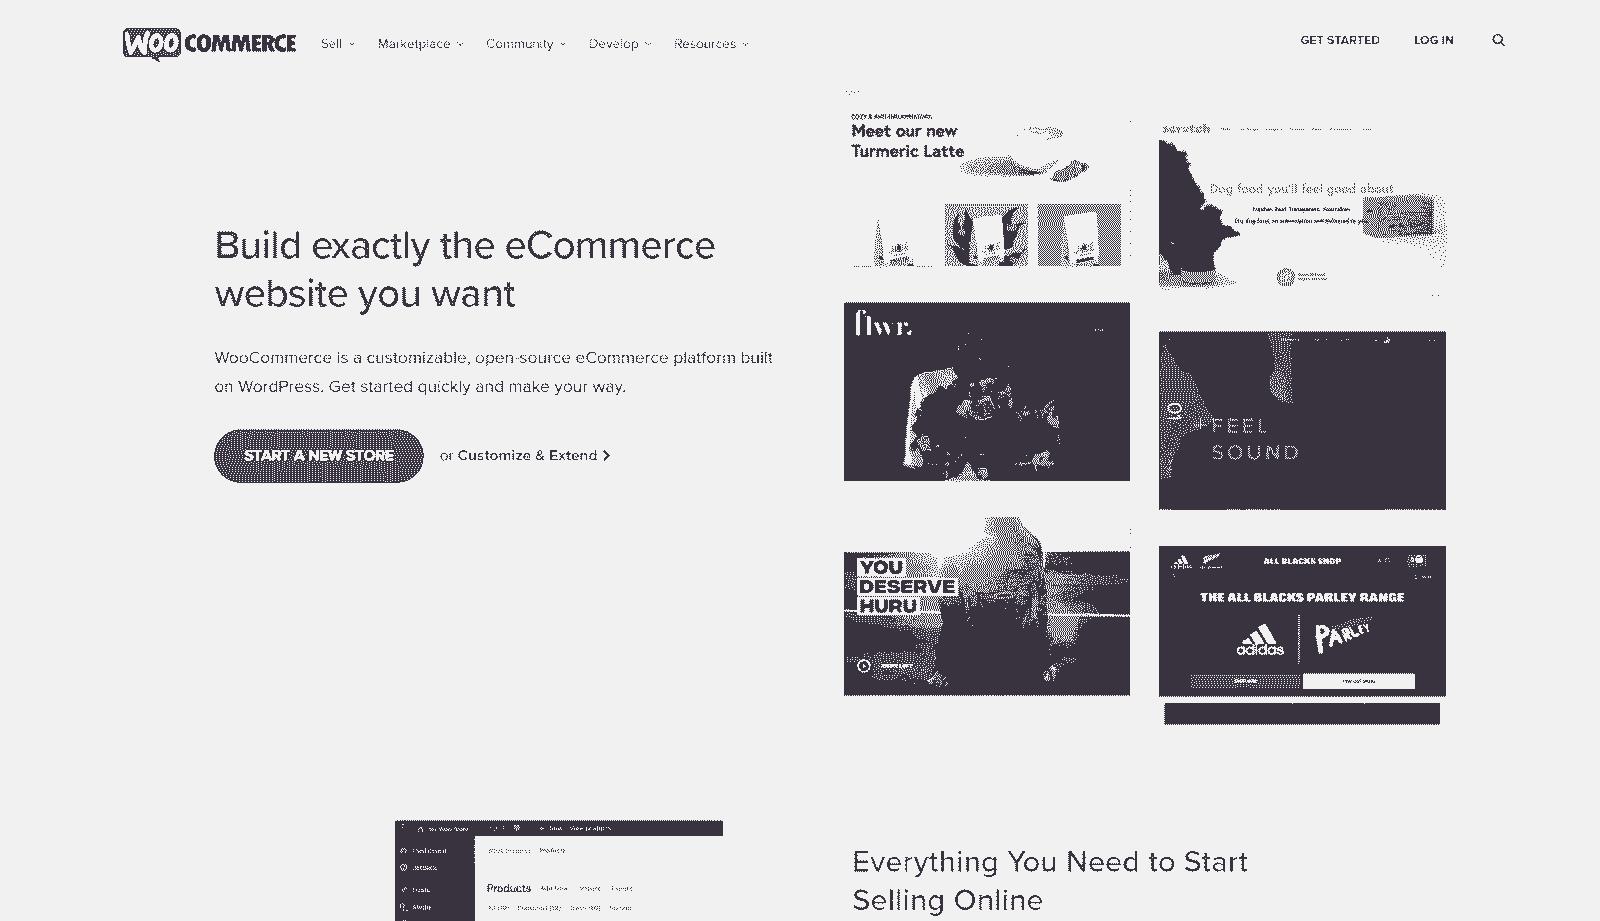 WOO COMMERCE
Sell
Marketplace
Community
Develop
Resources
GET STARTED
LOG IN
Build exactly the eCommerce
website you want
WooCommerce is a customizable, open-source eCommerce platform built
on WordPress. Get started quickly and make your way.
START A NEW STORE
or Customize & Extend
Meet our new
Turmeric Latte
scratch
Dog food you'll feel good about
flwr.
01
FEEL
SOUND
YOU
DESERVE
HURU
ALL BLACKS SHOP
THE ALL BLACKS PARLEY RANGE
adidas
PARLEY
Products
Everything You Need to Start
Selling Online